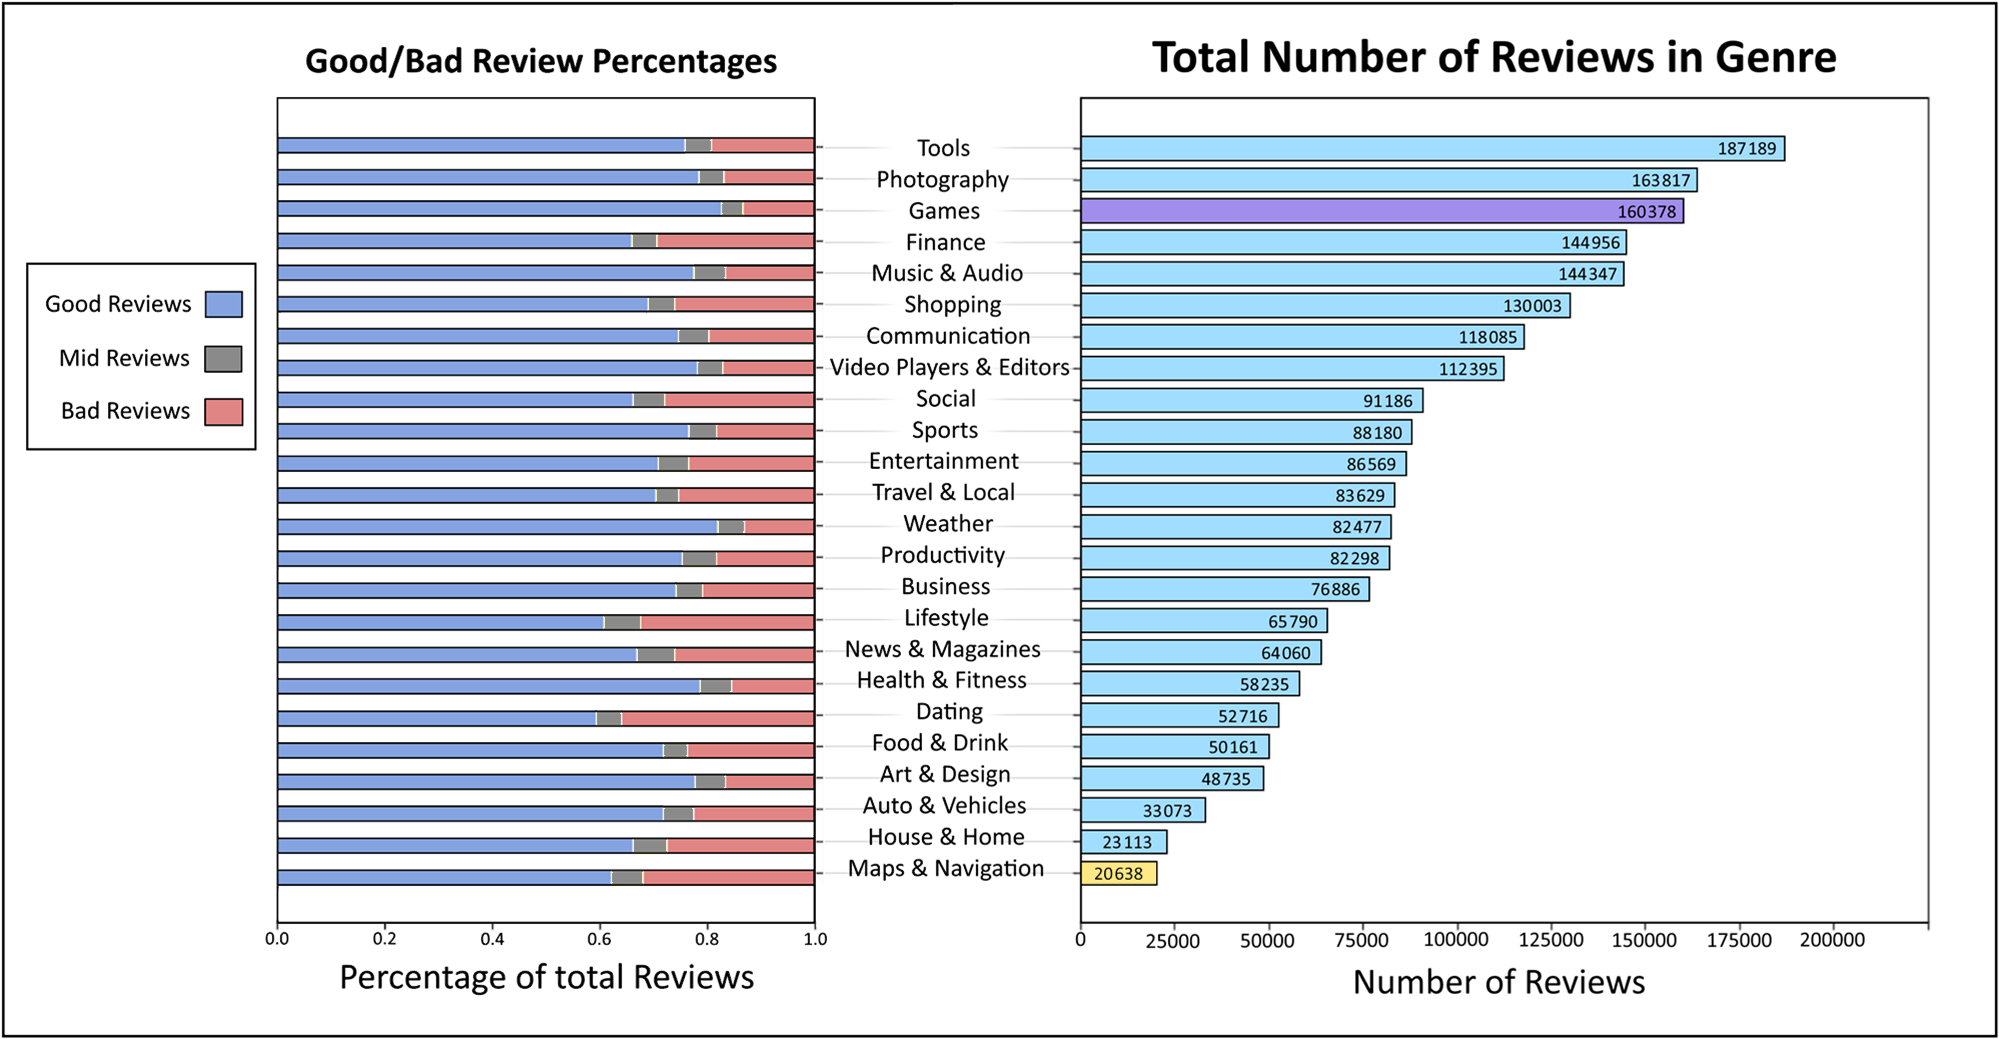 Good/Bad Review Percentages
Total Number of Reviews in Genre
Good Reviews
Mid Reviews
Bad Reviews
Tools 187189
Photography 163817
Games 160378
Finance 144956
Music & Audio 144347
Shopping 130003
Communication 118085
Video Players & Editors 112395
Social 91186
Sports 88180
Entertainment 86569
Travel & Local 83629
Weather 82477
Productivity 82298
Business 76886
Lifestyle 65790
News & Magazines 64060
Health & Fitness 58235
Dating 52716
Food & Drink 50161
Art & Design 48735
Auto & Vehicles 33073
House & Home 23113
Maps & Navigation 20638
0.0 0.2 0.4 0.6 0.8 1.0
0 25000 50000 75000 100000 125000 150000 175000 200000
Percentage of total Reviews
Number of Reviews